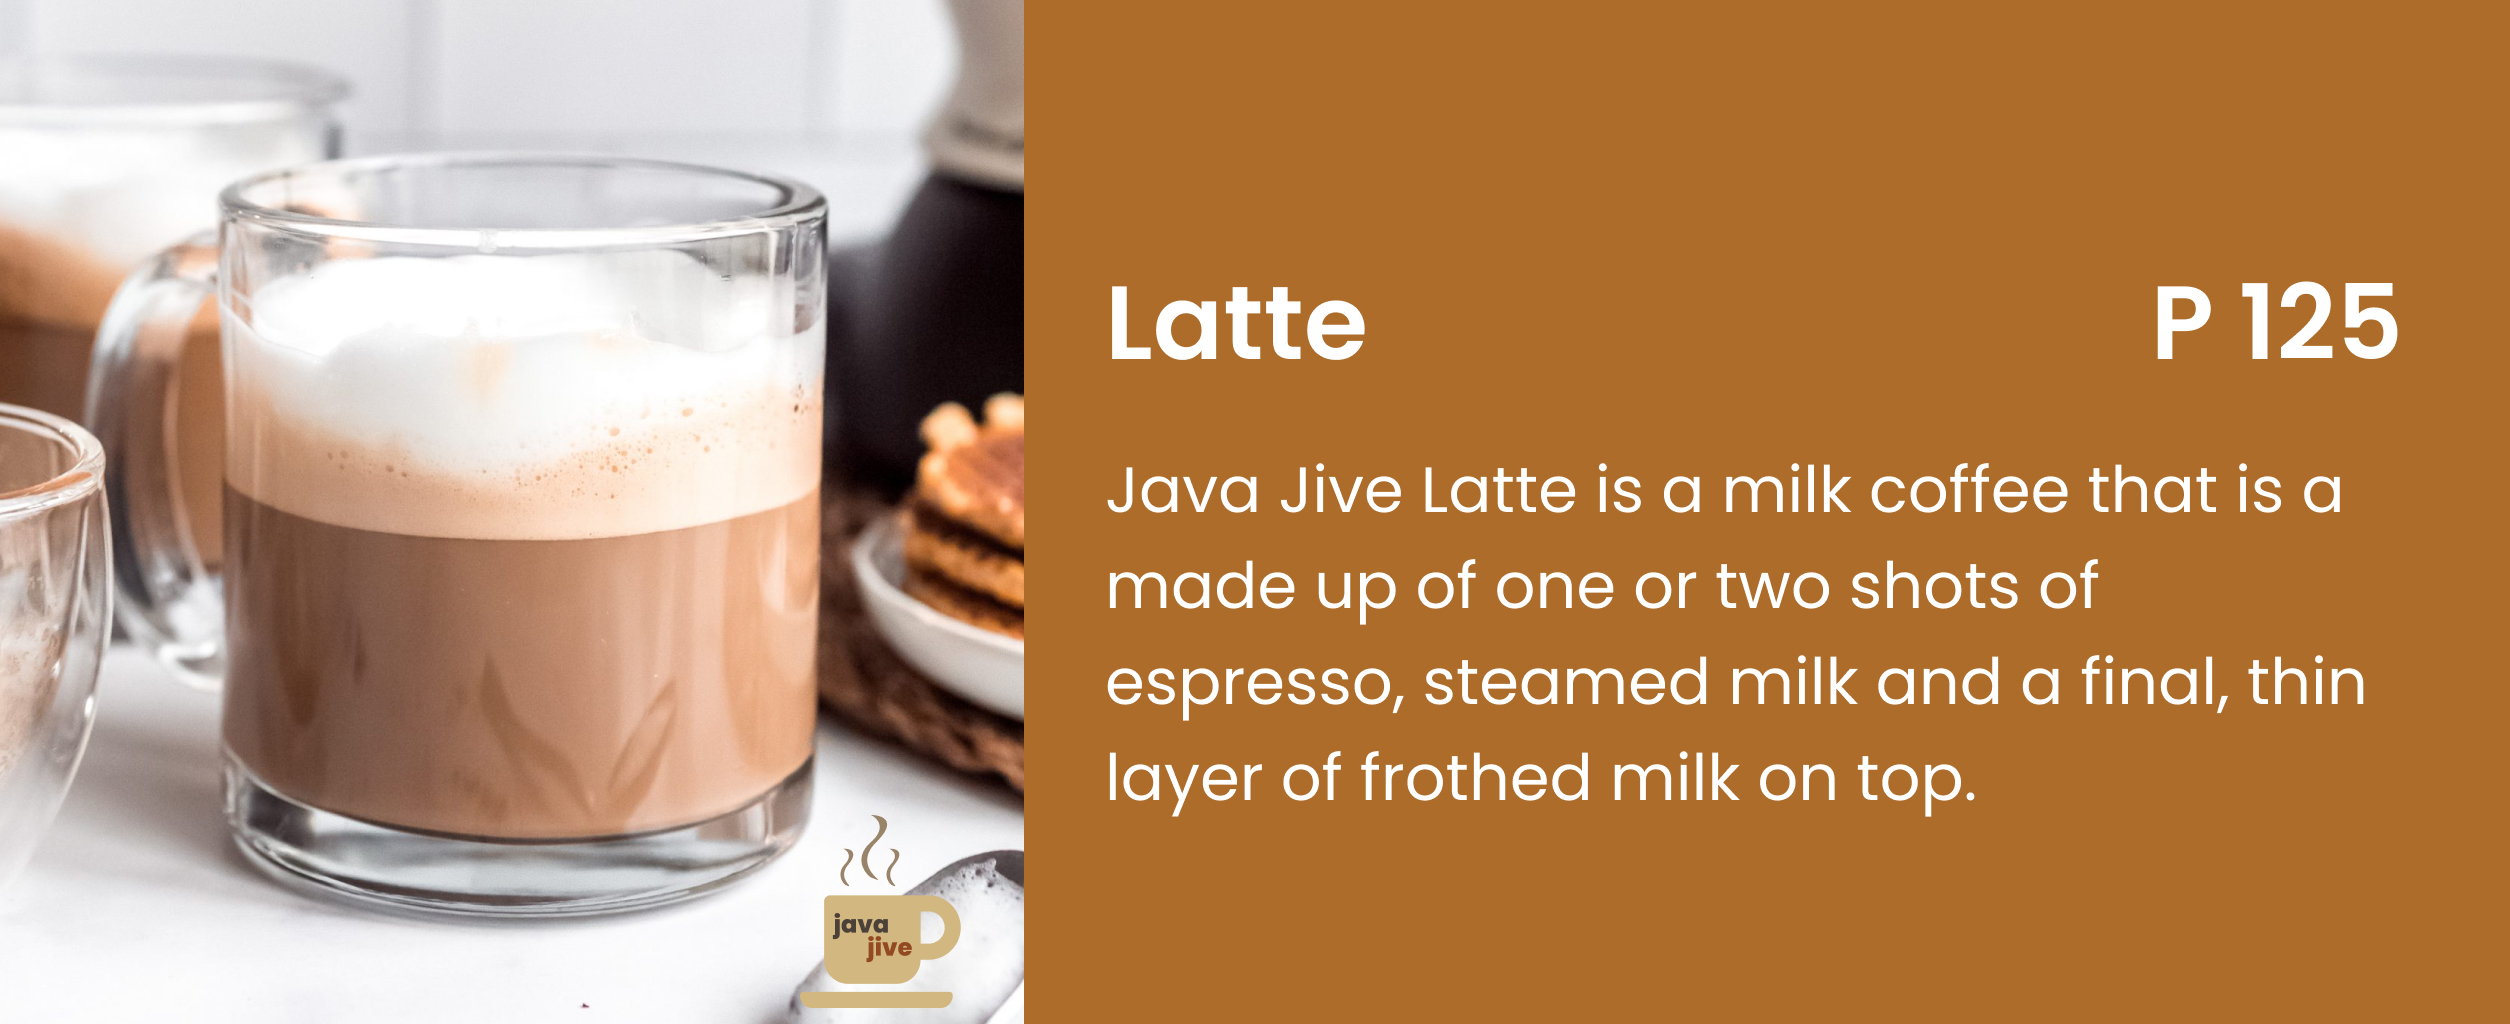 Latte P 125
Java Jive Latte is a milk coffee that is a
made up of one or two shots of
espresso, steamed milk and a final, thin
layer of frothed milk on top.
java
jive